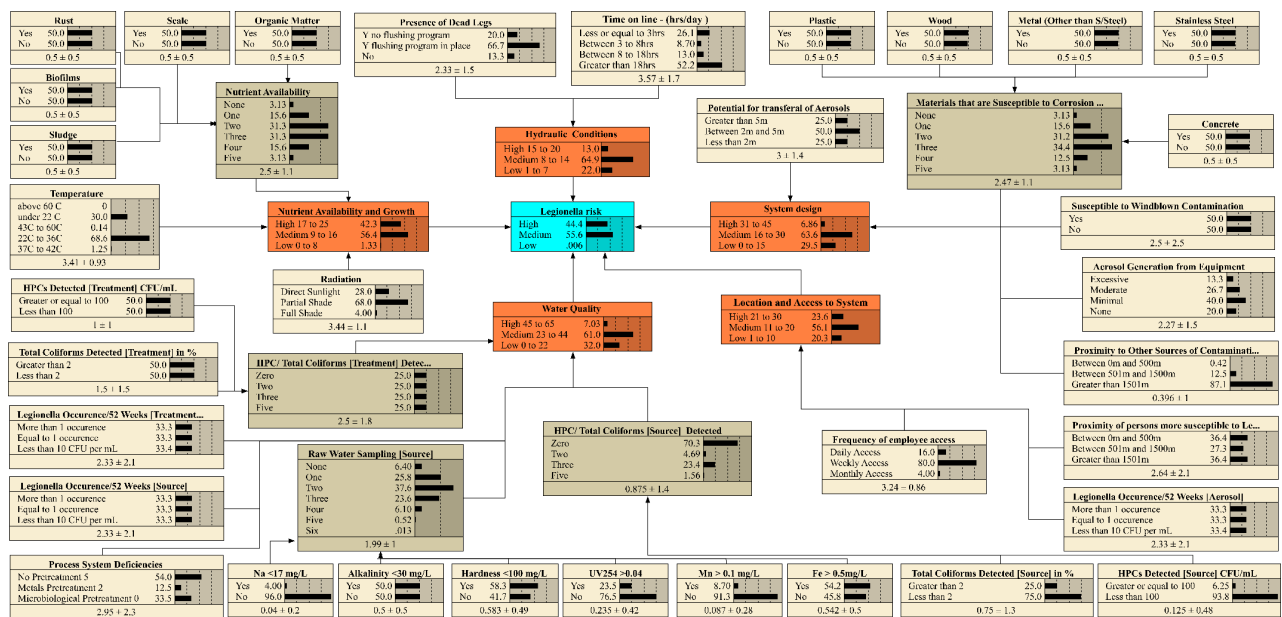 Rust
Yes 50.0
No 50.0
0.5 ± 0.5
Scale
Yes 50.0
No 50.0
0.5 ± 0.5
Organic Matter
Yes 50.0
No 50.0
0.5 ± 0.5
Presence of Dead Legs
Y no flushing program 20.0
Y flushing program in place 66.7
No 13.3
2.33 ± 1.5
Time on line - (hrs/day )
Less or equal to 3hrs 26.1
Between 3 to 8hrs 8.70
Between 8 to 18hrs 13.0
Greater than 18hrs 52.2
3.57 ± 1.7
Plastic
Yes 50.0
No 50.0
0.5 ± 0.5
Wood
Yes 50.0
No 50.0
0.5 ± 0.5
Metal (Other than S/Steel)
Yes 50.0
No 50.0
0.5 ± 0.5
Stainless Steel
Yes 50.0
No 50.0
0.5 ± 0.5
Biofilms
Yes 50.0
No 50.0
0.5 ± 0.5
Sludge
Yes 50.0
No 50.0
0.5 ± 0.5
Nutrient Availability
None 3.13
One 15.6
Two 31.3
Three 31.3
Four 15.6
Five 3.13
2.5 ± 1.1
Hydraulic Conditions
High 15 to 20 13.0
Medium 8 to 14 64.9
Low 1 to 7 22.0
Potential for transferal of Aerosols
Greater than 5m 25.0
Between 2m and 5m 50.0
Less than 2m 25.0
3 ± 1.4
Materials that are Susceptible to Corrosion ...
None 3.13
One 15.6
Two 31.2
Three 34.4
Four 12.5
Five 3.13
2.47 ± 1.1
Concrete
Yes 50.0
No 50.0
0.5 ± 0.5
Temperature
above 60 C 0
under 22 C 30.0
43C to 60C 0.14
22C to 36C 68.6
37C to 42C 1.25
3.41 ± 0.93
Nutrient Availability and Growth
High 17 to 25 42.3
Medium 9 to 16 56.4
Low 0 to 8 1.33
Legionella risk
High 44.4
Medium 55.6
Low .006
System design
High 31 to 45 6.86
Medium 16 to 30 63.6
Low 0 to 15 29.5
Susceptible to Windblown Contamination
Yes 50.0
No 50.0
2.5 ± 2.5
Aerosol Generation from Equipment
Excessive 13.3
Moderate 26.7
Minimal 40.0
None 20.0
2.27 ± 1.5
HPCs Detected [Treatment] CFU/mL
Greater or equal to 100 50.0
Less than 100 50.0
1 ± 1
Radiation
Direct Sunlight 28.0
Partial Shade 68.0
Full Shade 4.00
3.44 ± 1.1
Water Quality
High 45 to 65 7.03
Medium 23 to 44 61.0
Low 0 to 22 32.0
Location and Access to System
High 21 to 30 23.6
Medium 11 to 20 56.1
Low 1 to 10 20.3
Total Coliforms Detected [Treatment] in %
Greater than 2 50.0
Less than 2 50.0
1.5 ± 1.5
HPC/ Total Coliforms [Treatment] Detec...
Zero 25.0
Two 25.0
Three 25.0
Five 25.0
2.5 ± 1.8
Proximity to Other Sources of Contaminati...
Between 0m and 500m 0.42
Between 501m and 1500m 12.5
Greater than 1501m 87.1
0.396 ± 1
Legionella Occurence/52 Weeks [Treatment...
More than 1 occurence 33.3
Equal to 1 occurence 33.3
Less than 10 CFU per mL 33.4
2.33 ± 2.1
Raw Water Sampling [Source]
None 6.40
One 25.8
Two 37.6
Three 23.6
Four 6.10
Five 0.52
Six .013
1.99 ± 1
HPC/ Total Coliforms [Source] Detected
Zero 70.3
Two 4.69
Three 23.4
Five 1.56
0.875 ± 1.4
Frequency of employee access
Daily Access 16.0
Weekly Access 80.0
Monthly Access 4.00
3.24 ± 0.86
Proximity of persons more susceptible to Le...
Between 0m and 500m 36.4
Between 501m and 1500m 27.3
Greater than 1501m 36.4
2.64 ± 2.1
Legionella Occurence/52 Weeks [Source]
More than 1 occurence 33.3
Equal to 1 occurence 33.3
Less than 10 CFU per mL 33.3
2.33 ± 2.1
Legionella Occurence/52 Weeks [Aerosol]
More than 1 occurence 33.3
Equal to 1 occurence 33.3
Less than 10 CFU per mL 33.4
2.33 ± 2.1
Process System Deficiencies
No Pretreatment 5 54.0
Metals Pretreatment 2 12.5
Microbiological Pretreatment 0 33.5
2.95 ± 2.3
Na <17 mg/L
Yes 4.00
No 96.0
0.04 ± 0.2
Alkalinity <30 mg/L
Yes 50.0
No 50.0
0.5 ± 0.5
Hardness <100 mg/L
Yes 58.3
No 41.7
0.583 ± 0.49
UV254 >0.04
Yes 23.5
No 76.5
0.235 ± 0.42
Mn > 0.1 mg/L
Yes 8.70
No 91.3
0.087 ± 0.28
Fe > 0.5mg/L
Yes 54.2
No 45.8
0.542 ± 0.5
Total Coliforms Detected [Source] in %
Greater than 2 25.0
Less than 2 75.0
0.75 ± 1.3
HPCs Detected [Source] CFU/mL
Greater or equal to 100 6.25
Less than 100 93.8
0.125 ± 0.48